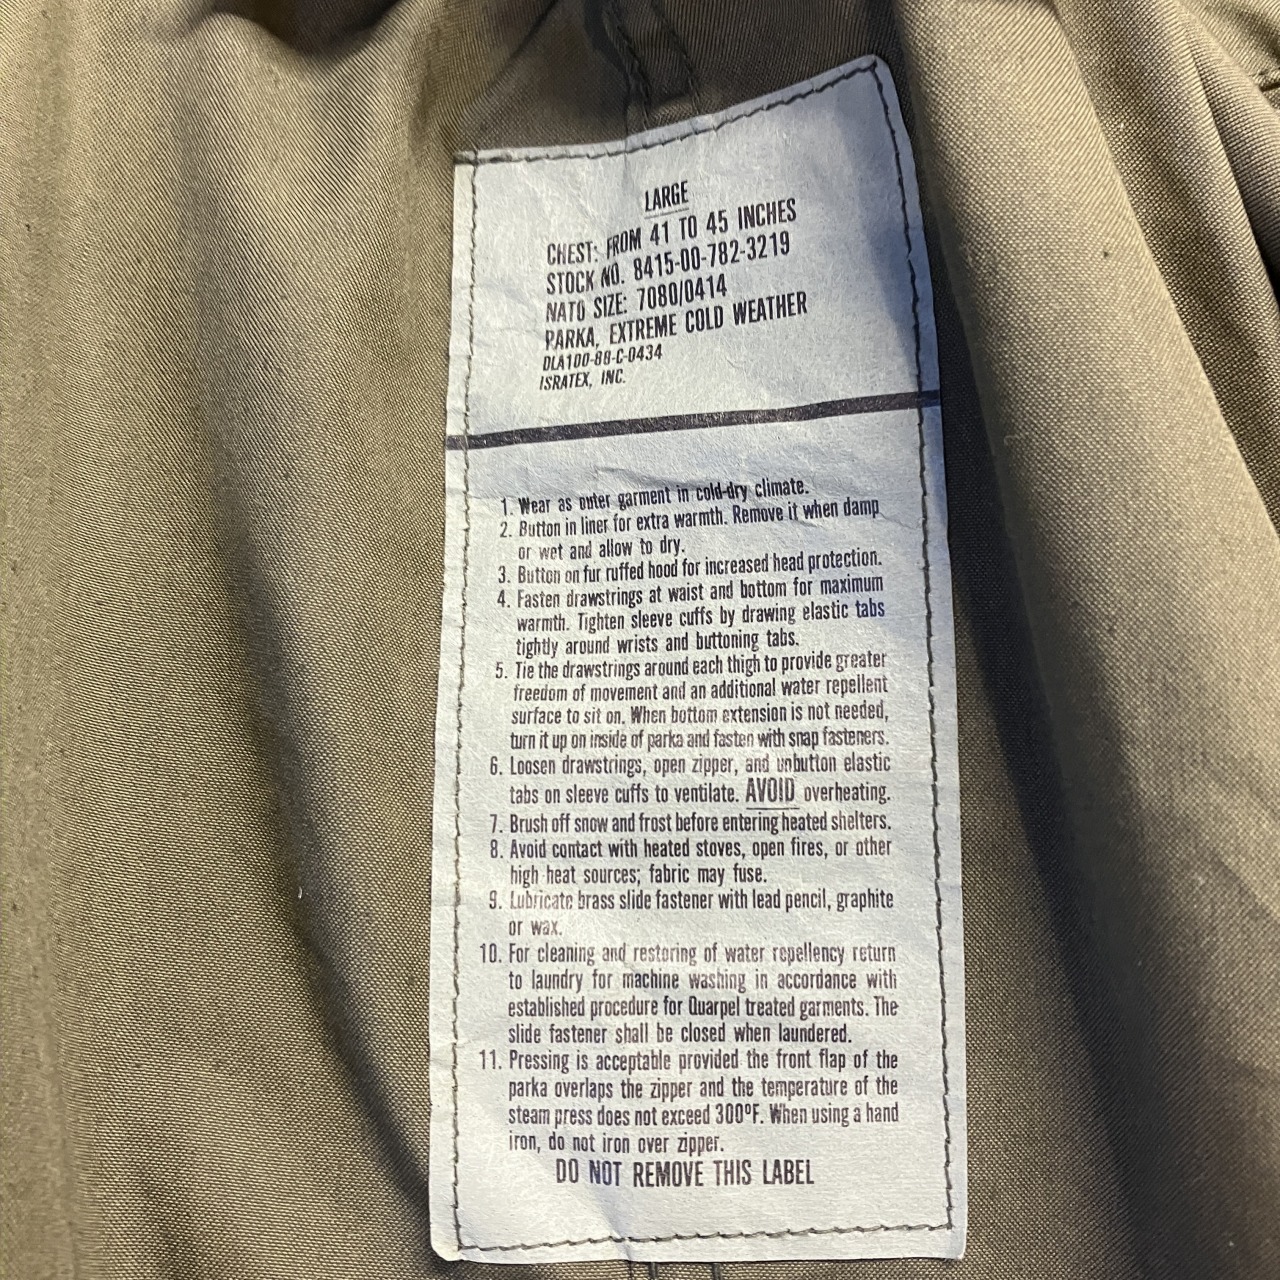 LARGE
CHEST: FROM 41 TO 45 INCHES
STOCK NO. 8415-00-782-3219
NATO SIZE: 7080/0414
PARKA, EXTREME COLD WEATHER
DLA100-88-C-0434
ISRATEX, INC.
1. Wear as outer garment in cold-dry climate.
2. Button in liner for extra warmth. Remove it when damp
or wet and allow to dry.
3. Button on fur ruffed hood for increased head protection.
4. Fasten drawstrings at waist and bottom for maximum
warmth. Tighten sleeve cuffs by drawing elastic tabs
tightly around wrists and buttoning tabs.
5. Tie the drawstrings around each thigh to provide greater
freedom of movement and an additional water repellent
surface to sit on. When bottom extension is not needed,
turn it up on inside of parka and fasten with snap fasteners.
6. Loosen drawstrings, open zipper, and unbutton elastic
tabs on sleeve cuffs to ventilate. AVOID overheating.
7. Brush off snow and frost before entering heated shelters.
8. Avoid contact with heated stoves, open fires, or other
high heat sources; fabric may fuse.
9. Lubricate brass slide fastener with lead pencil, graphite
or wax.
10. For cleaning and restoring of water repellency return
to laundry for machine washing in accordance with
established procedure for Quarpel treated garments. The
slide fastener shall be closed when laundered.
11. Pressing is acceptable provided the front flap of the
parka overlaps the zipper and the temperature of the
steam press does not exceed 300°F. When using a hand
iron, do not iron over zipper.
DO NOT REMOVE THIS LABEL